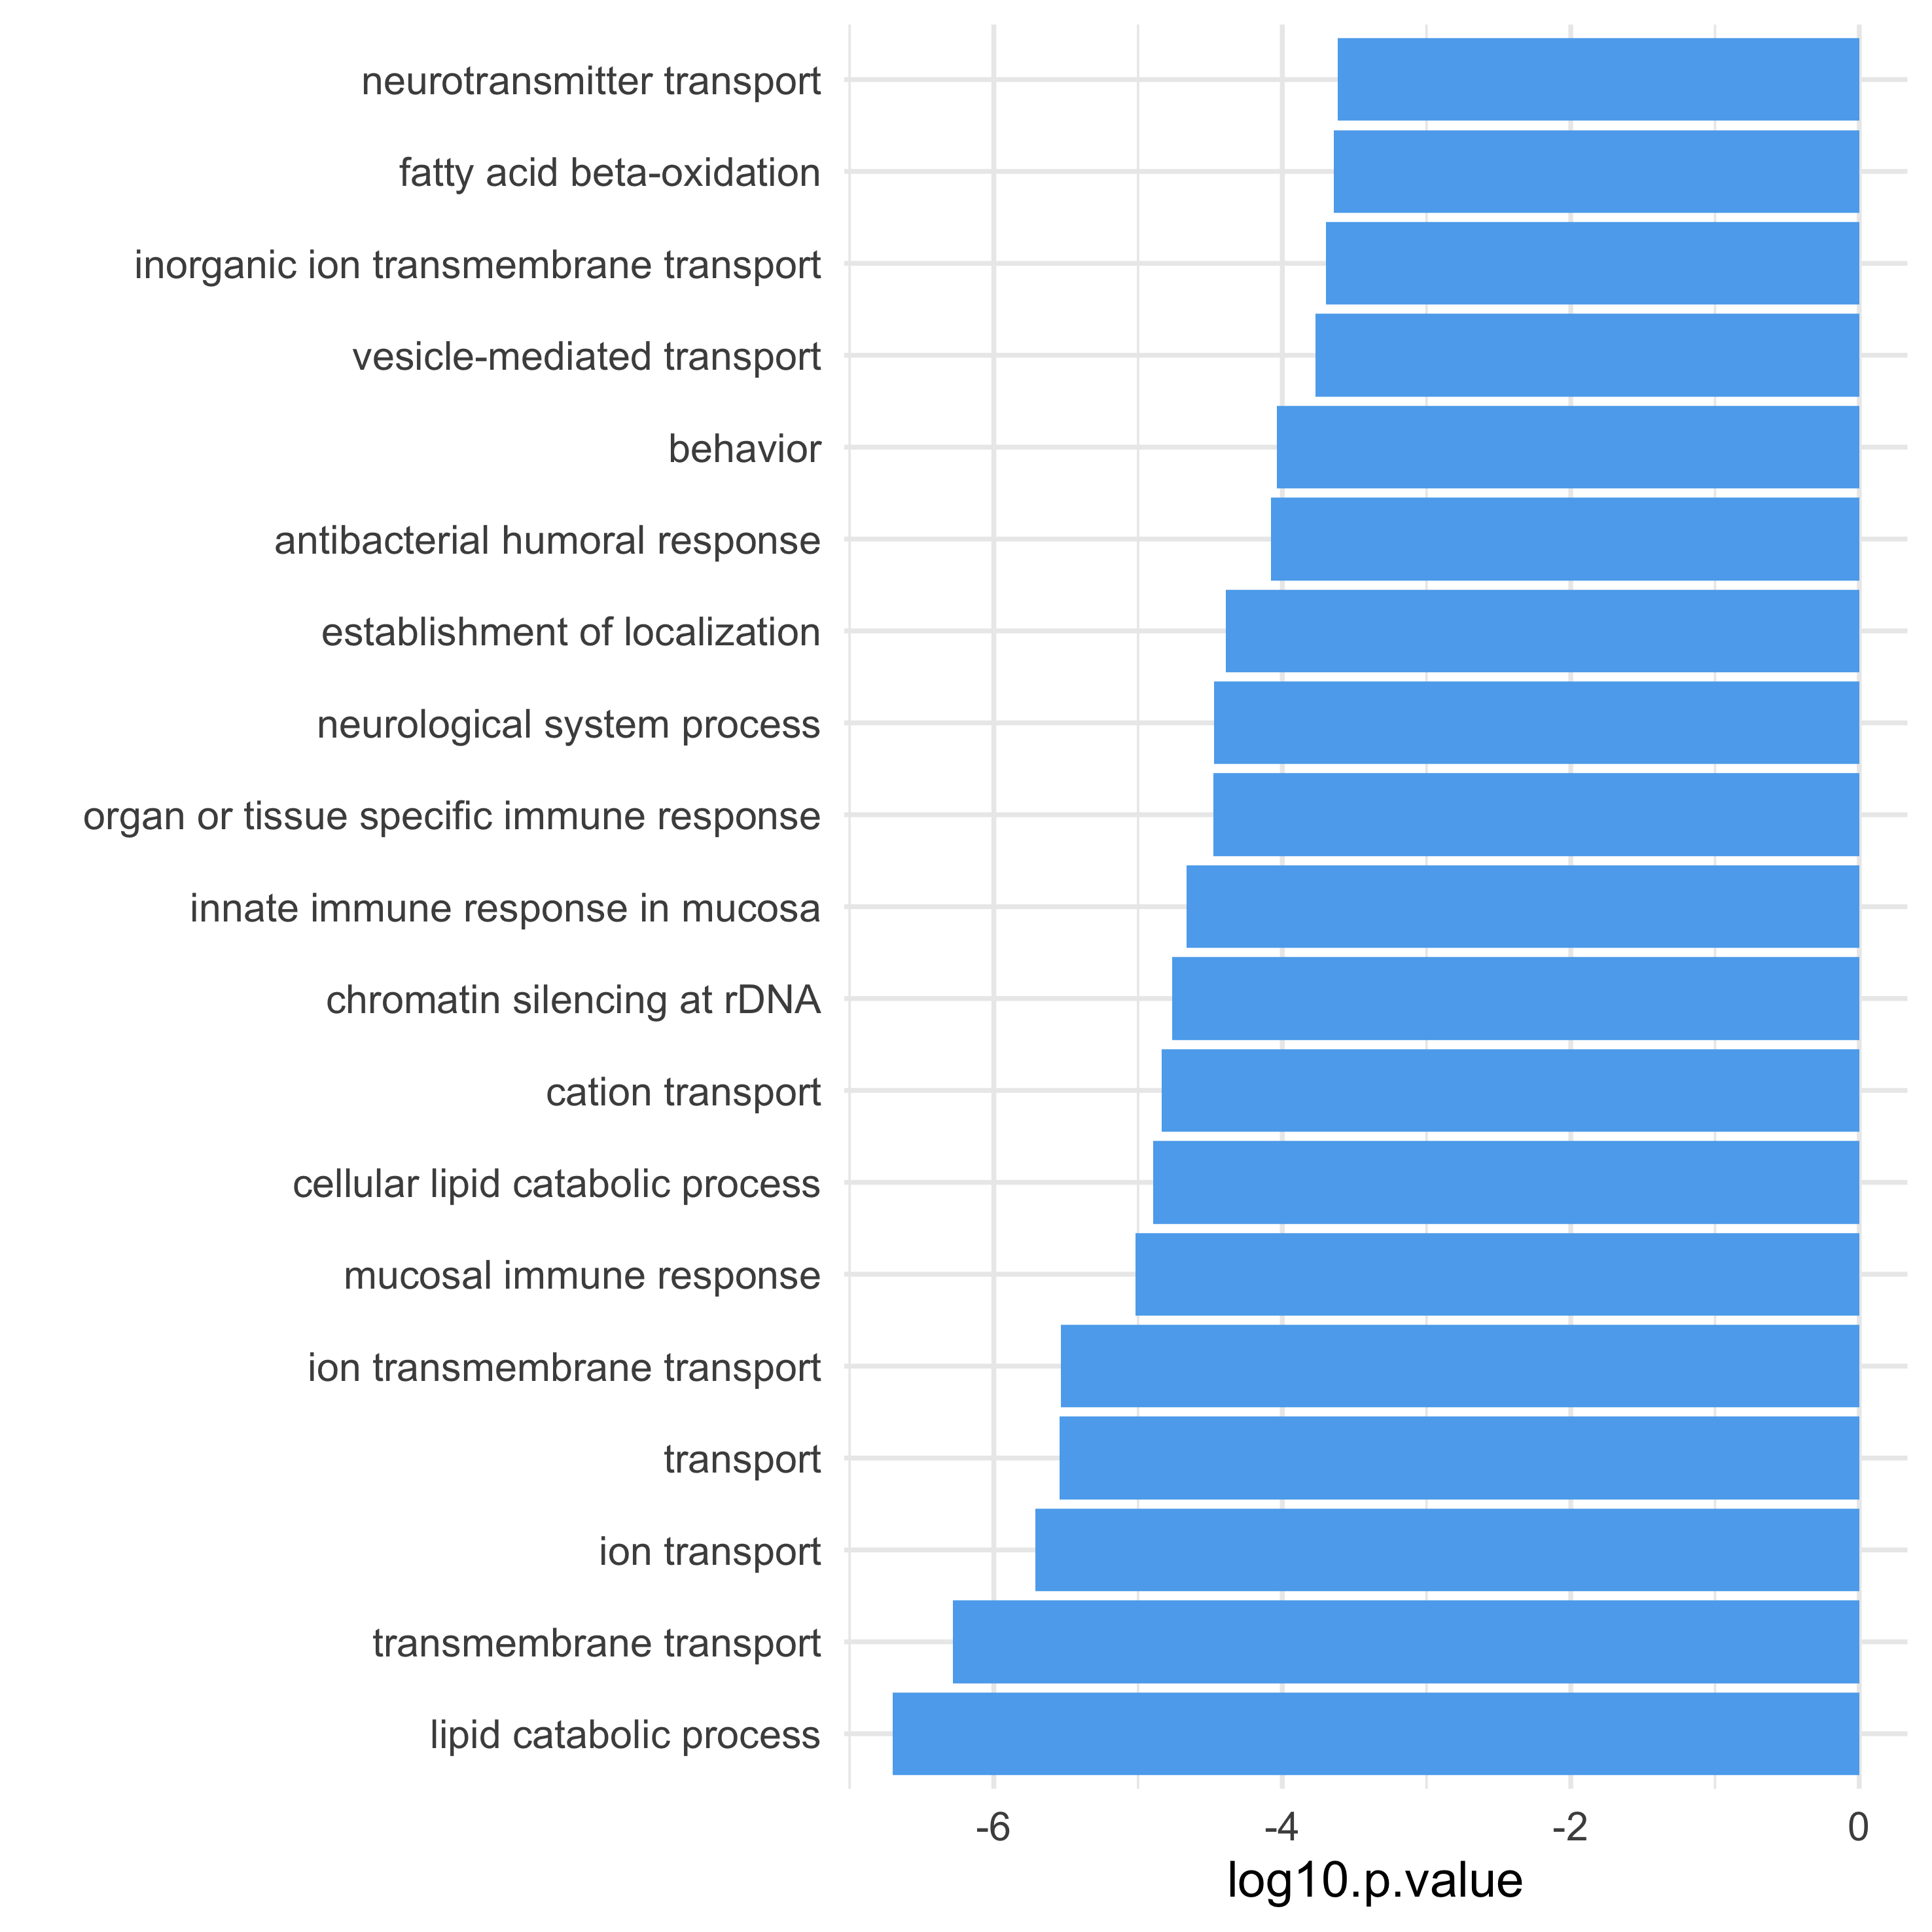 neurotransmitter transport
fatty acid beta-oxidation
inorganic ion transmembrane transport
vesicle-mediated transport
behavior
antibacterial humoral response
establishment of localization
neurological system process
organ or tissue specific immune response
innate immune response in mucosa
chromatin silencing at rDNA
cation transport
cellular lipid catabolic process
mucosal immune response
ion transmembrane transport
transport
ion transport
transmembrane transport
lipid catabolic process
-6 -4 -2 0
log10.p.value